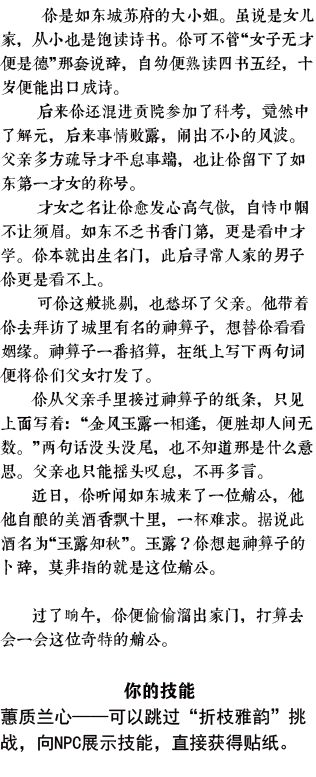 你是如东城苏府的大小姐。虽说是女儿
家，从小也是饱读诗书。你可不管“女子无才
便是德”那套说辞，自幼便熟读四书五经，十
岁便能出口成诗。
后来你还混进贡院参加了科考，竟然中
了解元，后来事情败露，闹出不小的风波。
父亲多方疏导才平息事端，也让你留下了如
东第一才女的称号。
才女之名让你愈发心高气傲，自恃巾帼
不让须眉。如东不乏书香门第，更是看中才
学。你本就出生名门，此后寻常人家的男子
你更是看不上。
可你这般挑剔，也愁坏了父亲。他带着
你去拜访了城里有名的神算子，想替你看看
姻缘。神算子一番掐算，在纸上写下两句词
便将你们父女打发了。
你从父亲手里接过神算子的纸条，只见
上面写着：“金风玉露一相逢，便胜却人间无
数。”两句话没头没尾，也不知道那是什么意
思。父亲也只能摇头叹息，不再多言。
近日，你听闻如东城来了一位艄公，他
他自酿的美酒香飘十里，一杯难求。据说此
酒名为“玉露知秋”。玉露？你想起神算子的
卜辞，莫非指的就是这位艄公。
过了晌午，你便偷偷溜出家门，打算去
会一会这位奇特的艄公。
你的技能
蕙质兰心——可以跳过“折枝雅韵”挑
战，向NPC展示技能，直接获得贴纸。